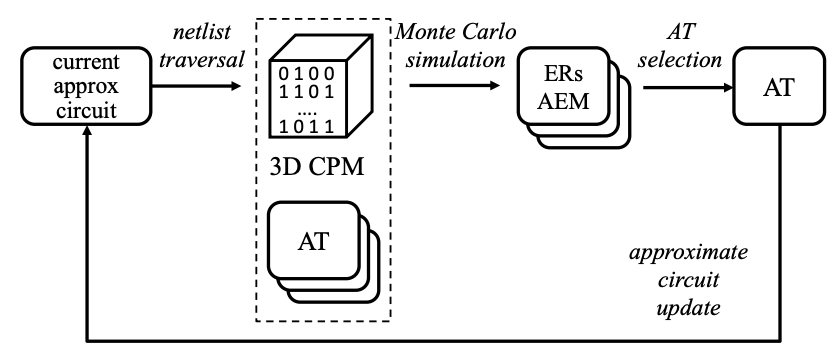 current
approx
circuit
netlist
traversal
0100
1101
....
1011
3D CPM
AT
Monte Carlo
simulation
ERs
AEM
AT
selection
AT
approximate
circuit
update